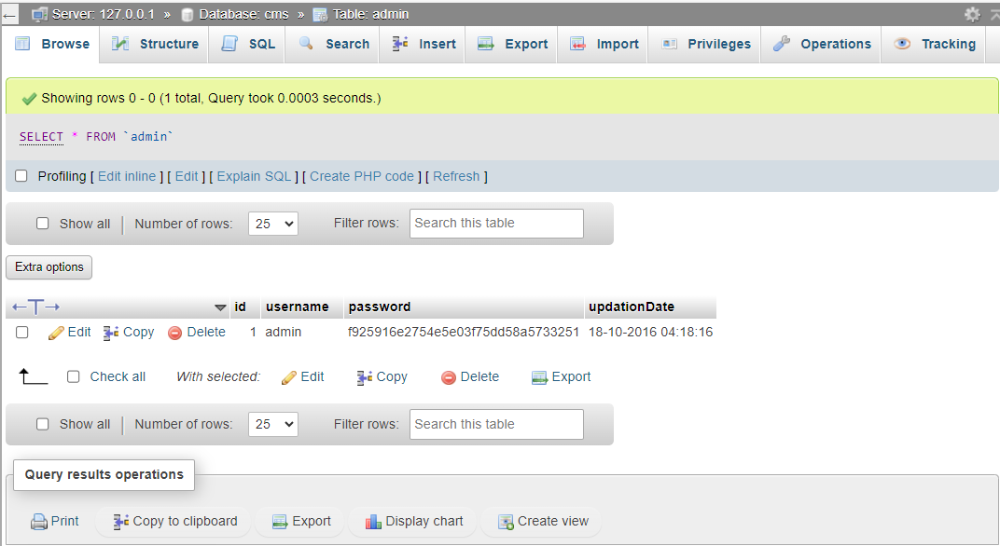 ← Server: 127.0.0.1 » Database: cms » Table: admin
Browse Structure SQL Search Insert Export Import Privileges Operations Tracking
Showing rows 0 - 0 (1 total, Query took 0.0003 seconds.)
SELECT * FROM `admin`
Profiling [ Edit inline ] [ Edit ] [ Explain SQL ] [ Create PHP code ] [ Refresh ]
Show all Number of rows: 25 Filter rows: Search this table
Extra options
←T→ id username password updationDate
Edit Copy Delete 1 admin f925916e2754e5e03f75dd58a5733251 18-10-2016 04:18:16
Check all With selected: Edit Copy Delete Export
Show all Number of rows: 25 Filter rows: Search this table
Query results operations
Print Copy to clipboard Export Display chart Create view